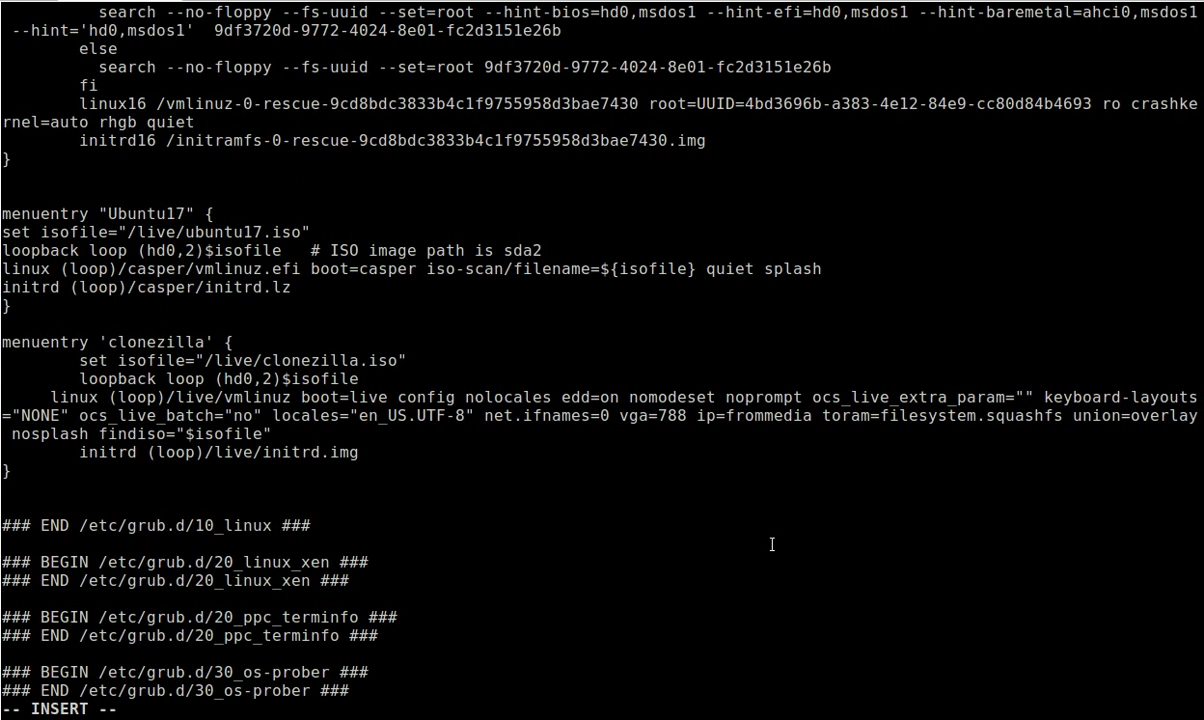 search --no-floppy --fs-uuid --set=root --hint-bios=hd0,msdos1 --hint-efi=hd0,msdos1 --hint-baremetal=ahci0,msdos1
--hint='hd0,msdos1'  9df3720d-9772-4024-8e01-fc2d3151e26b
else
search --no-floppy --fs-uuid --set=root 9df3720d-9772-4024-8e01-fc2d3151e26b
fi
linux16 /vmlinuz-0-rescue-9cd8bdc3833b4c1f9755958d3bae7430 root=UUID=4bd3696b-a383-4e12-84e9-cc80d84b4693 ro crashke
rnel=auto rhgb quiet
initrd16 /initramfs-0-rescue-9cd8bdc3833b4c1f9755958d3bae7430.img
}
menuentry "Ubuntu17" {
set isofile="/live/ubuntu17.iso"
loopback loop (hd0,2)$isofile   # ISO image path is sda2
linux (loop)/casper/vmlinuz.efi boot=casper iso-scan/filename=${isofile} quiet splash
initrd (loop)/casper/initrd.lz
}
menuentry 'clonezilla' {
set isofile="/live/clonezilla.iso"
loopback loop (hd0,2)$isofile
linux (loop)/live/vmlinuz boot=live config nolocales edd=on nomodeset noprompt ocs_live_extra_param="" keyboard-layouts
="NONE" ocs_live_batch="no" locales="en_US.UTF-8" net.ifnames=0 vga=788 ip=frommedia toram=filesystem.squashfs union=overlay
nosplash findiso="$isofile"
initrd (loop)/live/initrd.img
}
### END /etc/grub.d/10_linux ###
### BEGIN /etc/grub.d/20_linux_xen ###
### END /etc/grub.d/20_linux_xen ###
### BEGIN /etc/grub.d/20_ppc_terminfo ###
### END /etc/grub.d/20_ppc_terminfo ###
### BEGIN /etc/grub.d/30_os-prober ###
### END /etc/grub.d/30_os-prober ###
-- INSERT --